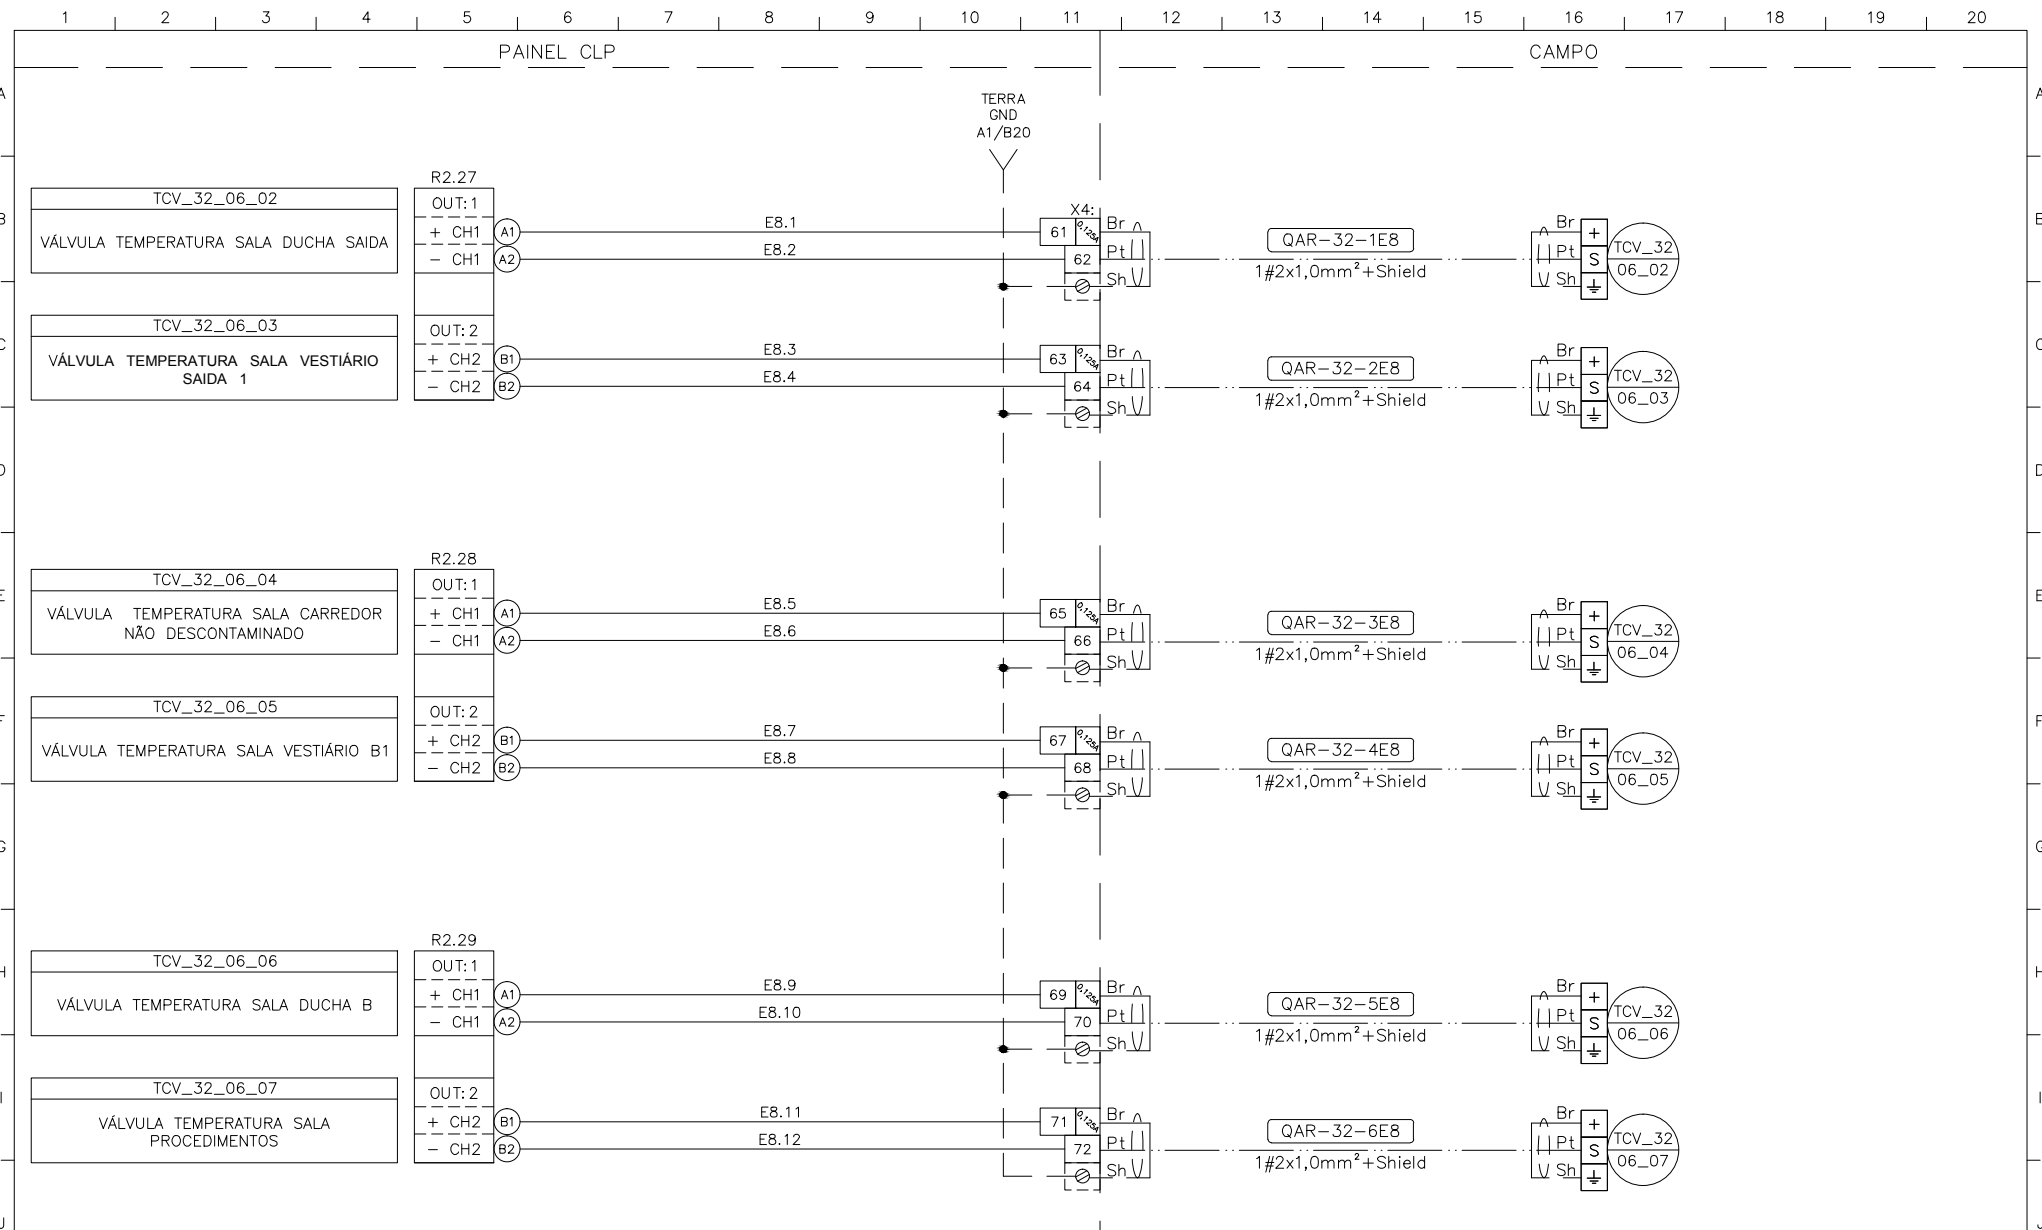 1 2 3 4 5 6 7 8 9 10 11 12 13 14 15 16 17 18 19 20
PAINEL CLP
CAMPO
A
A
TERRA
GND
A1/B20
B
TCV_32_06_02
VÁLVULA TEMPERATURA SALA DUCHA SAIDA
R2.27
OUT: 1
+ CH1 A1
- CH1 A2
E8.1
E8.2
X4:
61 0,125A
62
Br
Pt
Sh
QAR-32-1E8
1#2x1,0mm²+Shield
Br +
Pt S
Sh
TCV_32
06_02
TCV_32_06_03
VÁLVULA TEMPERATURA SALA VESTIÁRIO
SAIDA 1
OUT: 2
+ CH2 B1
- CH2 B2
E8.3
E8.4
63 0,125A
64
Br
Pt
Sh
QAR-32-2E8
1#2x1,0mm²+Shield
Br +
Pt S
Sh
TCV_32
06_03
D
TCV_32_06_04
VÁLVULA TEMPERATURA SALA CARREDOR
NÃO DESCONTAMINADO
R2.28
OUT: 1
+ CH1 A1
- CH1 A2
E8.5
E8.6
65 0,125A
66
Br
Pt
Sh
QAR-32-3E8
1#2x1,0mm²+Shield
Br +
Pt S
Sh
TCV_32
06_04
E
F
TCV_32_06_05
VÁLVULA TEMPERATURA SALA VESTIÁRIO B1
OUT: 2
+ CH2 B1
- CH2 B2
E8.7
E8.8
67 0,125A
68
Br
Pt
Sh
QAR-32-4E8
1#2x1,0mm²+Shield
Br +
Pt S
Sh
TCV_32
06_05
F
G
G
H
TCV_32_06_06
VÁLVULA TEMPERATURA SALA DUCHA B
R2.29
OUT: 1
+ CH1 A1
- CH1 A2
E8.9
E8.10
69 0,125A
70
Br
Pt
Sh
QAR-32-5E8
1#2x1,0mm²+Shield
Br +
Pt S
Sh
TCV_32
06_06
H
I
TCV_32_06_07
VÁLVULA TEMPERATURA SALA
PROCEDIMENTOS
OUT: 2
+ CH2 B1
- CH2 B2
E8.11
E8.12
71 0,125A
72
Br
Pt
Sh
QAR-32-6E8
1#2x1,0mm²+Shield
Br +
Pt S
Sh
TCV_32
06_07
I